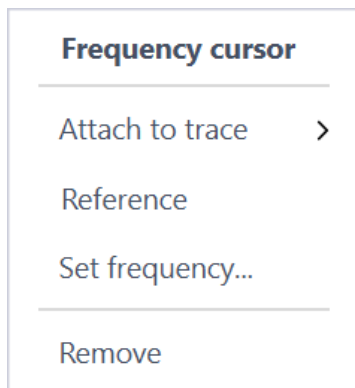 Frequency cursor
Attach to trace
Reference
Set frequency...
Remove